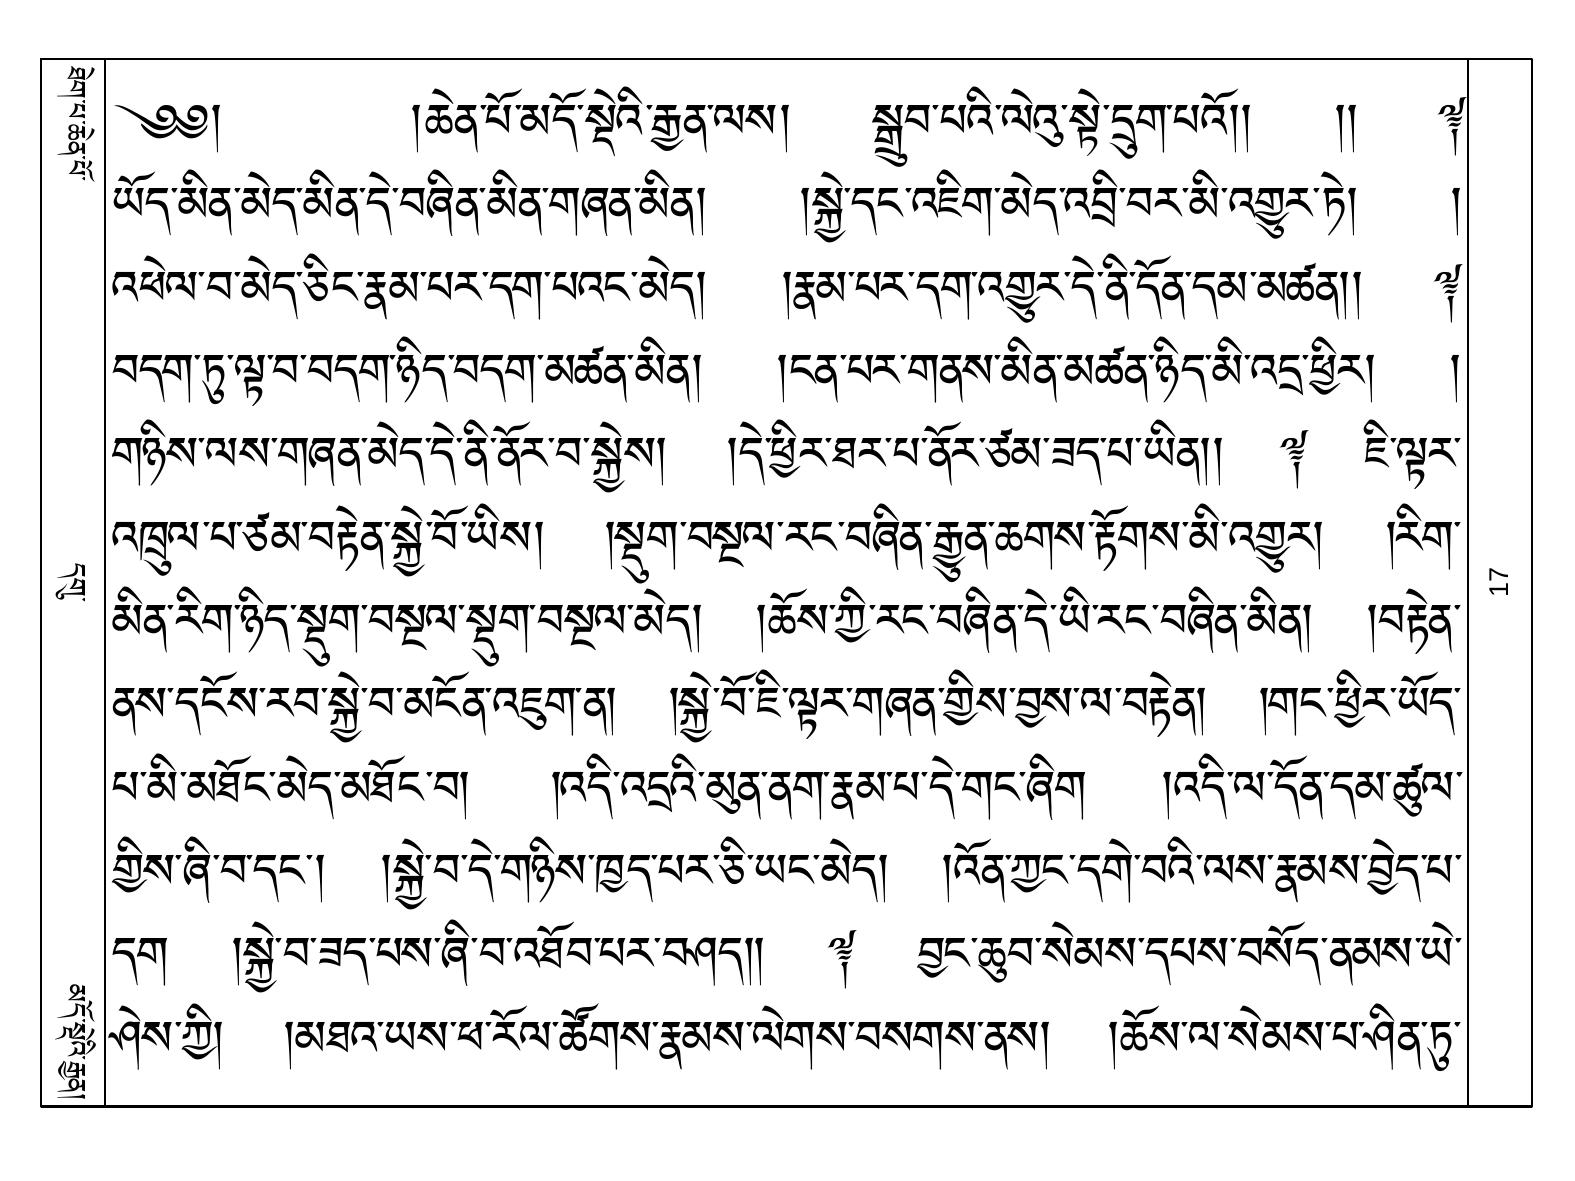 ཐེག་པ་ཆེན་པོ་
དགུ་
མདོ་སྡེའི་རྒྱན།
༄༅། །ཆེན་པོ་མདོ་སྡེའི་རྒྱན་ལས། སྒྲུབ་པའི་ལེའུ་སྟེ་དྲུག་པའོ།། །། ༈
ཡོད་མིན་མེད་མིན་དེ་བཞིན་མིན་གཞན་མིན། །སྐྱེ་དང་འཇིག་མེད་འབྲི་བར་མི་འགྱུར་ཏེ། །
འཕེལ་བ་མེད་ཅིང་རྣམ་པར་དག་པའང་མེད། །རྣམ་པར་དག་འགྱུར་དེ་ནི་དོན་དམ་མཚན།། ༈
བདག་ཏུ་ལྟ་བ་བདག་ཉིད་བདག་མཚན་མིན། །ངན་པར་གནས་མིན་མཚན་ཉིད་མི་འདྲ་ཕྱིར། །
གཉིས་ལས་གཞན་མེད་དེ་ནི་ནོར་བ་སྐྱེས། །དེ་ཕྱིར་ཐར་པ་ནོར་ཙམ་ཟད་པ་ཡིན།། ༈ ཇི་ལྟར་
འཁྲུལ་པ་ཙམ་བརྟེན་སྐྱེ་བོ་ཡིས། །སྡུག་བསྔལ་རང་བཞིན་རྒྱུན་ཆགས་རྟོགས་མི་འགྱུར། །རིག་
མིན་རིག་ཉིད་སྡུག་བསྔལ་སྡུག་བསྔལ་མེད། །ཆོས་ཀྱི་རང་བཞིན་དེ་ཡི་རང་བཞིན་མིན། །བརྟེན་
ནས་དངོས་རབ་སྐྱེ་བ་མངོན་འཇུག་ན། །སྐྱེ་བོ་ཇི་ལྟར་གཞན་གྱིས་བྱས་ལ་བརྟེན། །གང་ཕྱིར་ཡོད་
པ་མི་མཐོང་མེད་མཐོང་བ། །འདི་འདྲའི་མུན་ནག་རྣམ་པ་དེ་གང་ཞིག །འདི་ལ་དོན་དམ་ཚུལ་
གྱིས་ཞི་བ་དང་། །སྐྱེ་བ་དེ་གཉིས་ཁྱད་པར་ཅི་ཡང་མེད། །འོན་ཀྱང་དགེ་བའི་ལས་རྣམས་བྱེད་པ་
དག །སྐྱེ་བ་ཟད་པས་ཞི་བ་འཐོབ་པར་བཤད།། ༈ བྱང་ཆུབ་སེམས་དཔས་བསོད་ནམས་ཡེ་
ཤེས་ཀྱི། །མཐའ་ཡས་ཕ་རོལ་ཚོགས་རྣམས་ལེགས་བསགས་ནས། །ཆོས་ལ་སེམས་པ་ཤིན་ཏུ་
17